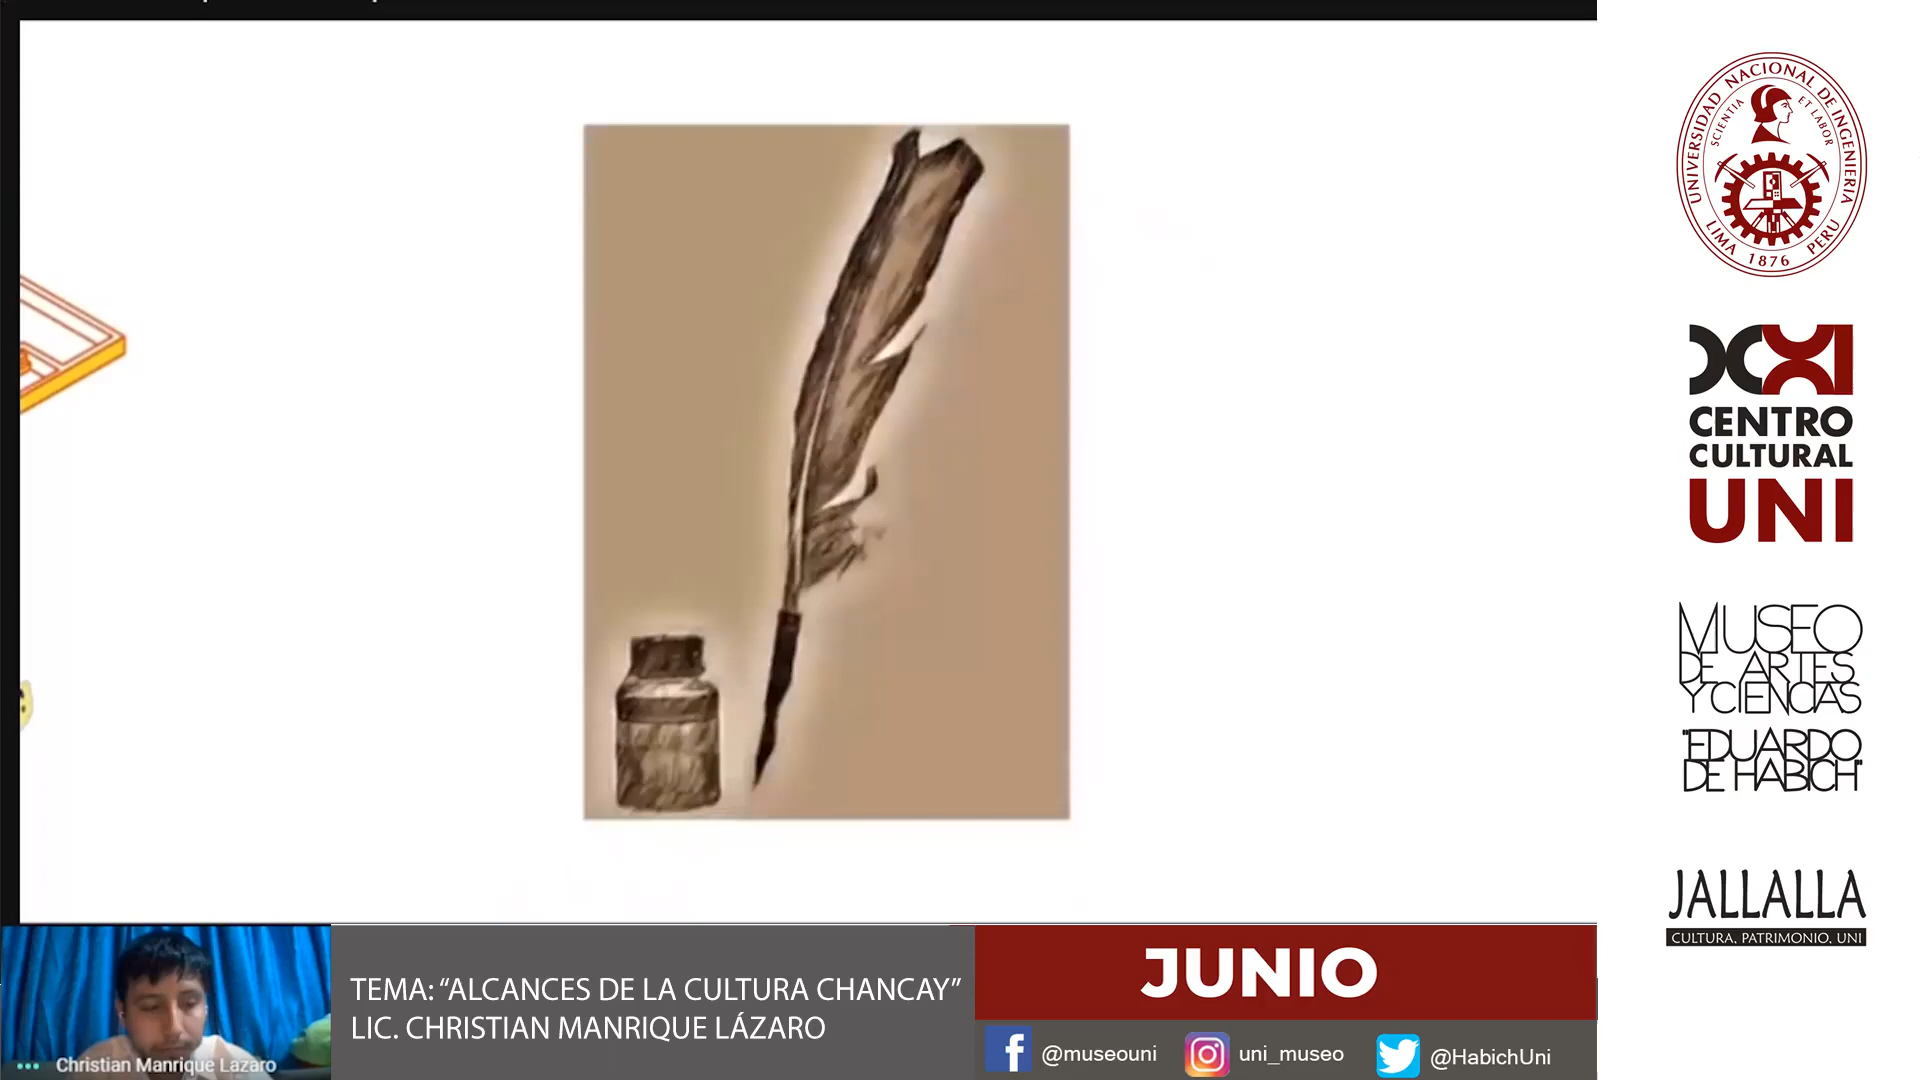 UNIVERSIDAD NACIONAL DE INGENIERIA
SCIENTIA ET LABOR
LIMA 1876 PERU
XXI
CENTRO
CULTURAL
UNI
MUSEO
DE ARTES
Y CIENCIAS
"EDUARDO
DE HABICH"
JALLALLA
CULTURA, PATRIMONIO, UNI
Christian Manrique Lazaro
TEMA: “ALCANCES DE LA CULTURA CHANCAY”
LIC. CHRISTIAN MANRIQUE LÁZARO
JUNIO
@museouni
uni_museo
@HabichUni